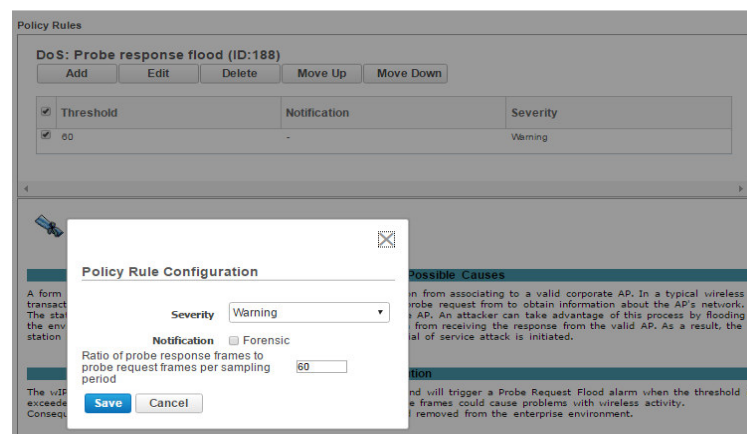 Policy Rules
DoS: Probe response flood (ID:188)
Add Edit Delete Move Up Move Down
Threshold Notification Severity
60 - Warning
Policy Rule Configuration
Severity Warning
Notification Forensic
Ratio of probe response frames to
probe request frames per sampling
period
60
Save Cancel
Possible Causes
A form n from associating to a valid corporate AP. In a typical wireless
transact robe request from to obtain information about the AP's network.
The stat AP. An attacker can take advantage of this process by flooding
the env from receiving the response from the valid AP. As a result, the
station ial of service attack is initiated.
tion
The wIP nd will trigger a Probe Request Flood alarm when the threshold
exceede e frames could cause problems with wireless activity.
Consequ removed from the enterprise environment.